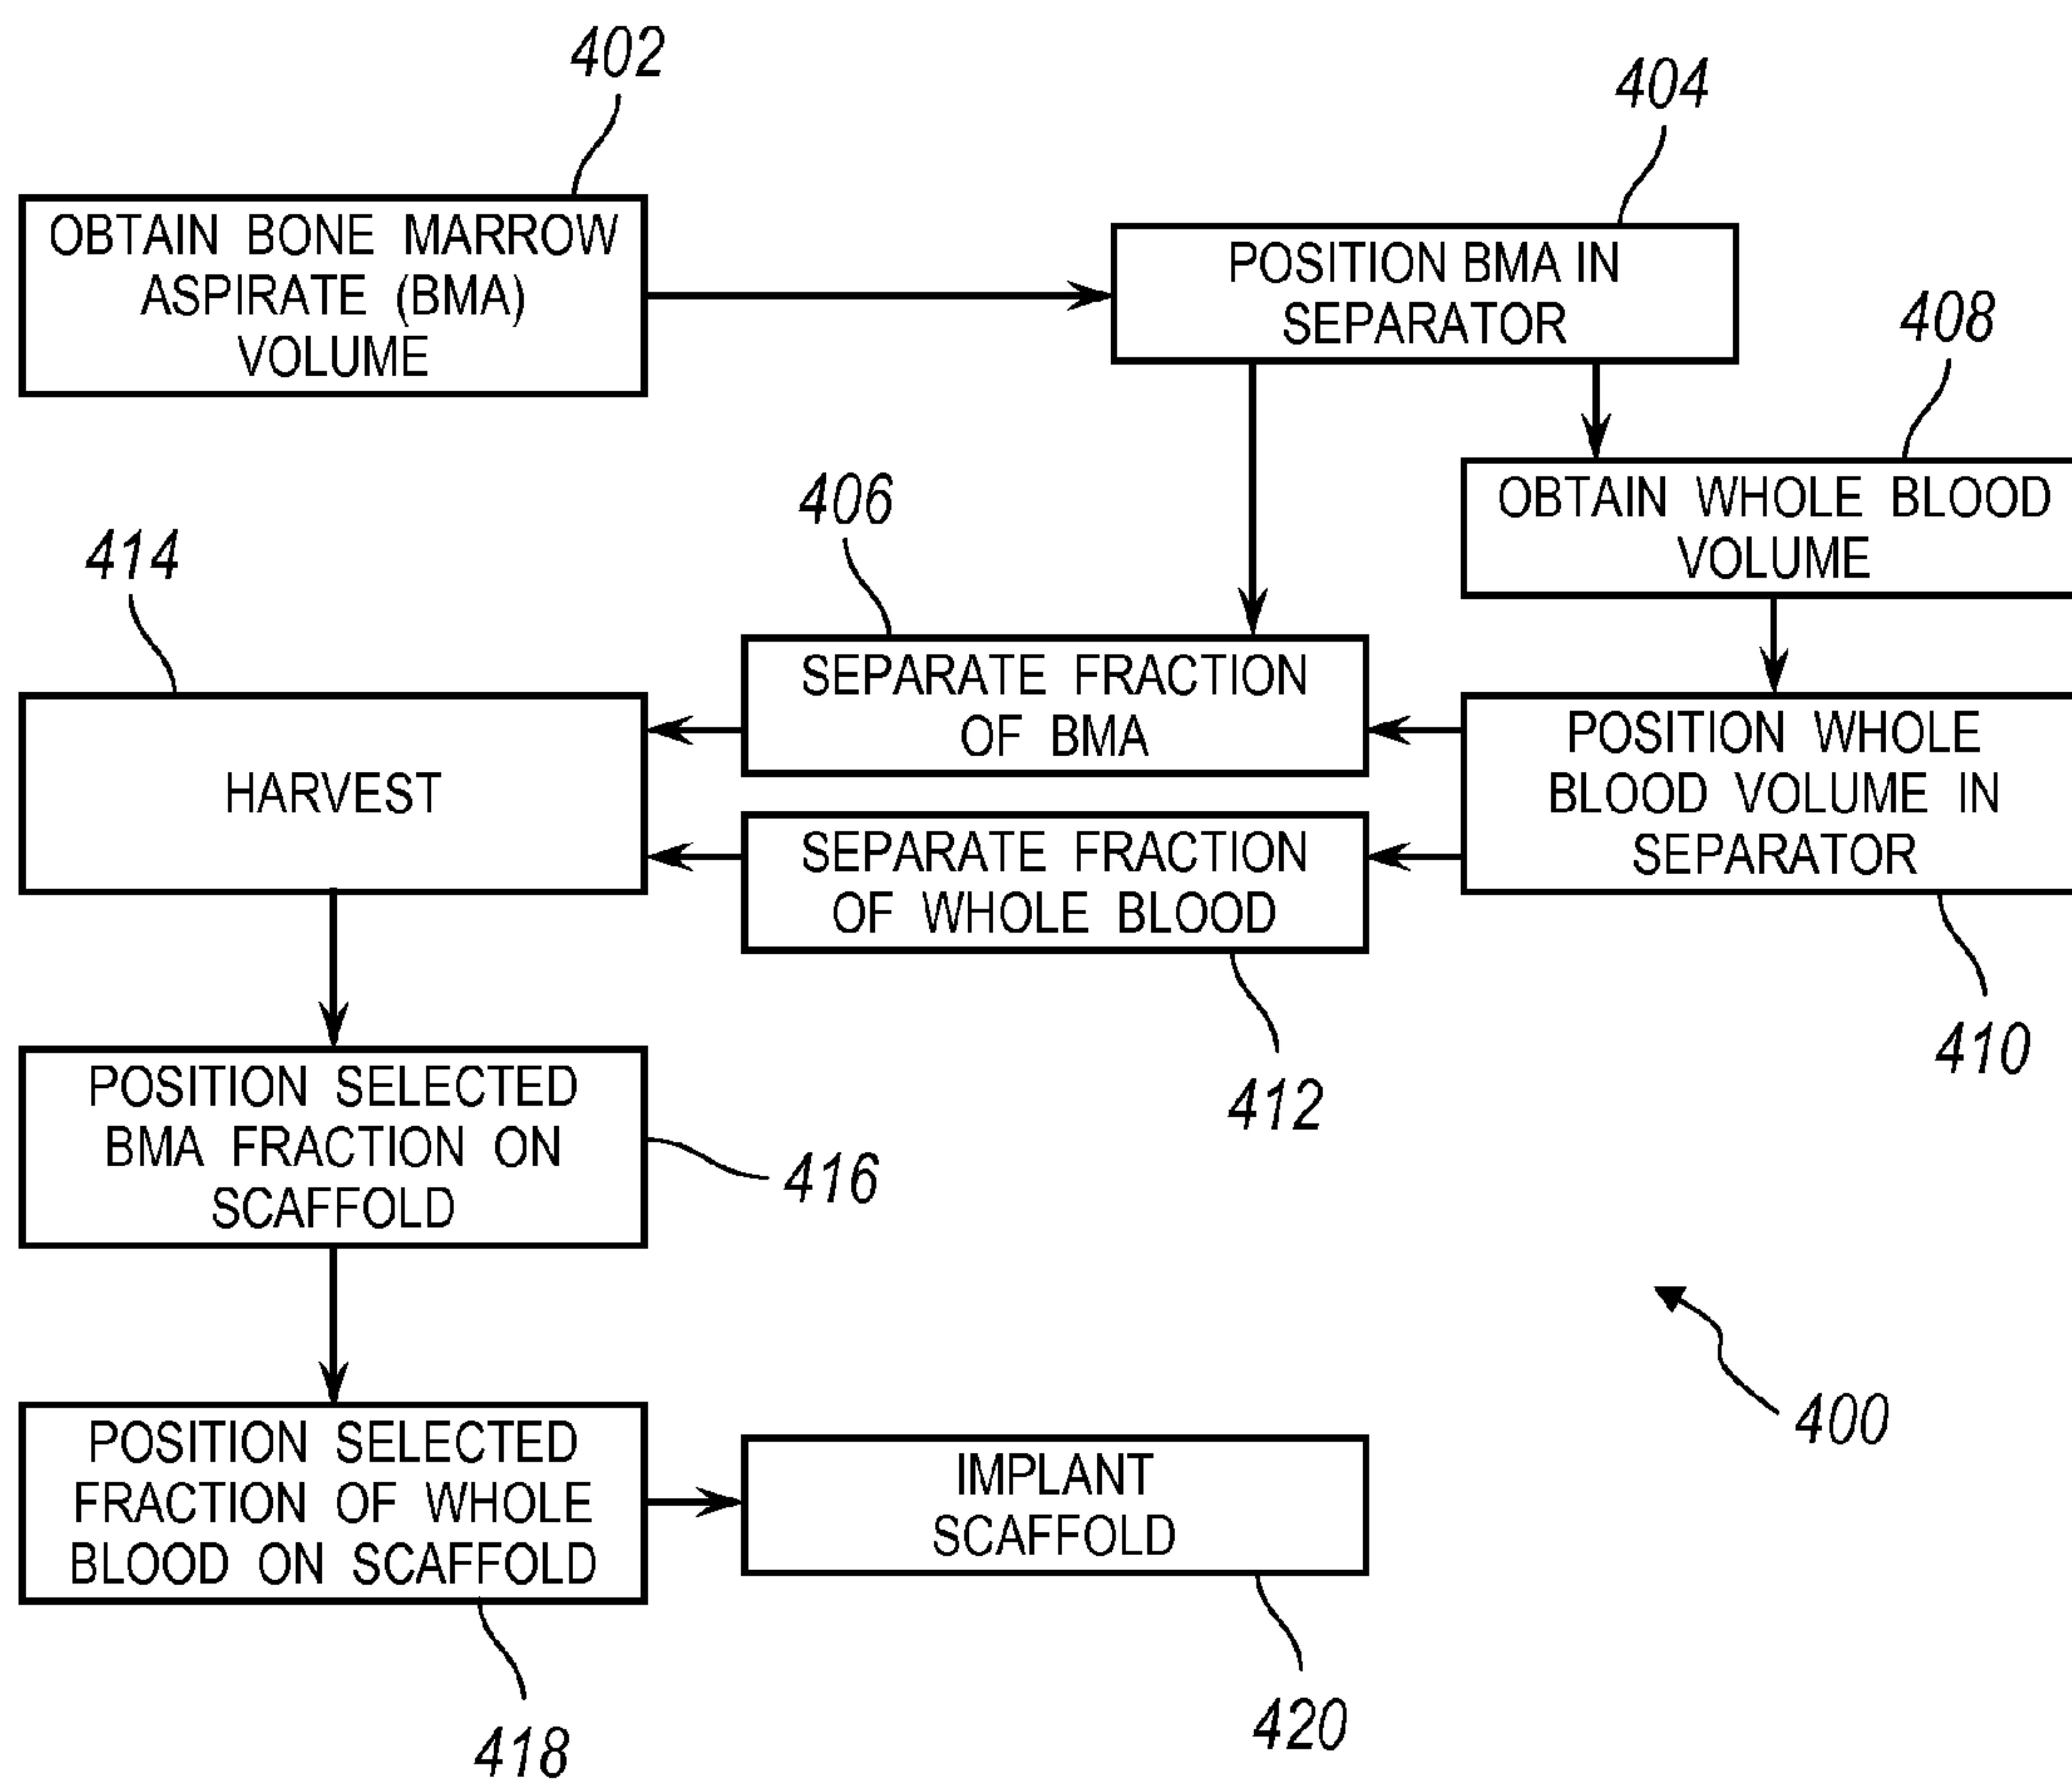 402
OBTAIN BONE MARROW
ASPIRATE (BMA)
VOLUME
404
POSITION BMA IN
SEPARATOR
408
OBTAIN WHOLE BLOOD
VOLUME
406
SEPARATE FRACTION
OF BMA
414
HARVEST
POSITION WHOLE
BLOOD VOLUME IN
SEPARATOR
410
SEPARATE FRACTION
OF WHOLE BLOOD
412
POSITION SELECTED
BMA FRACTION ON
SCAFFOLD
416
400
POSITION SELECTED
FRACTION OF WHOLE
BLOOD ON SCAFFOLD
418
IMPLANT
SCAFFOLD
420